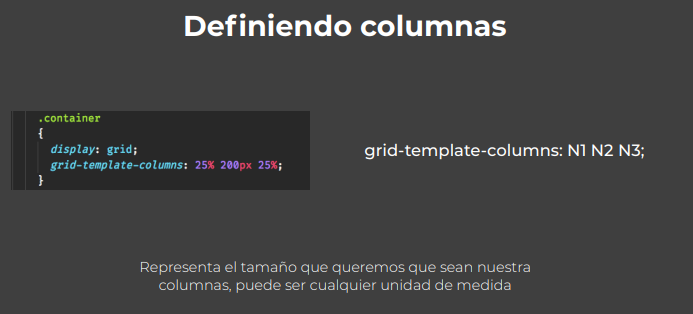 Definiendo columnas
.container
{
display: grid;
grid-template-columns: 25% 200px 25%;
}
grid-template-columns: N1 N2 N3;
Representa el tamaño que queremos que sean nuestra
columnas, puede ser cualquier unidad de medida